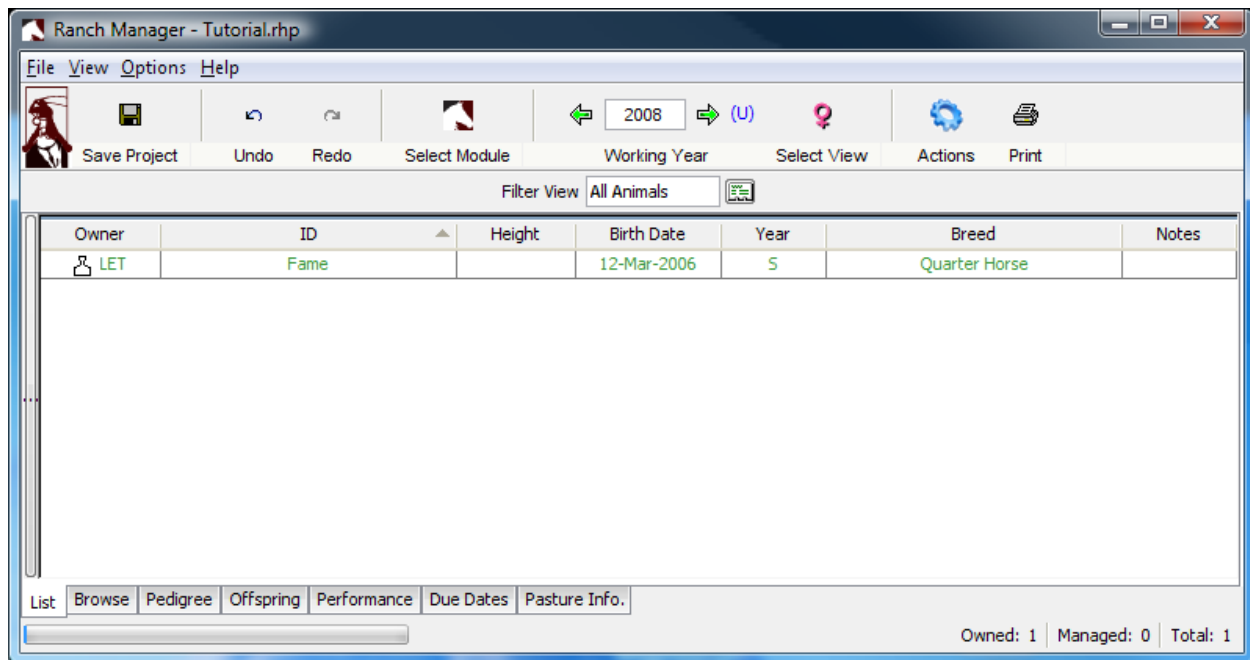 Ranch Manager - Tutorial.rhp
File View Options Help
2008 (U)
Save Project Undo Redo Select Module Working Year Select View Actions Print
Filter View All Animals
Owner ID Height Birth Date Year Breed Notes
LET Fame 12-Mar-2006 S Quarter Horse
List Browse Pedigree Offspring Performance Due Dates Pasture Info.
Owned: 1 Managed: 0 Total: 1